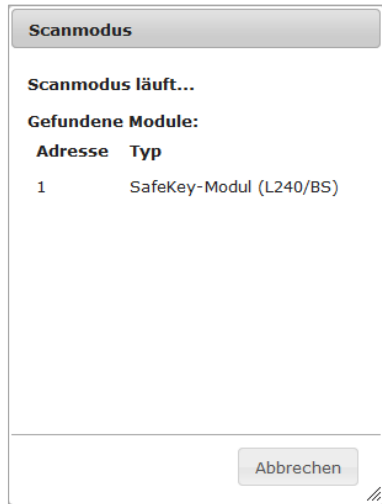 Scanmodus
Scanmodus läuft...
Gefundene Module:
Adresse Typ
1 SafeKey-Modul (L240/BS)
Abbrechen